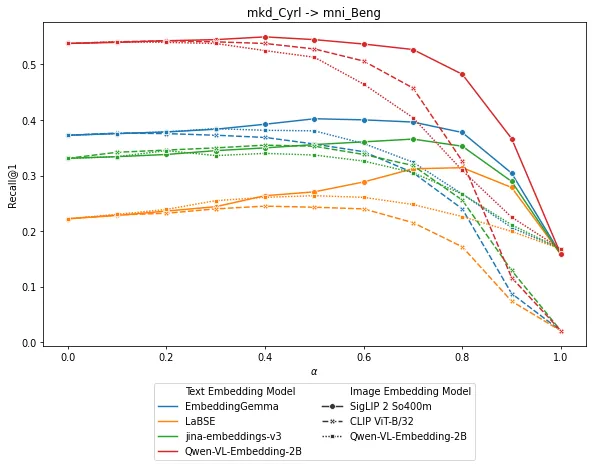 mkd_Cyrl -> mni_Beng
Recall@1
0.5
0.4
0.3
0.2
0.1
0.0
0.0 0.2 0.4 0.6 0.8 1.0
α
Text Embedding Model
EmbeddingGemma
LaBSE
jina-embeddings-v3
Qwen-VL-Embedding-2B
Image Embedding Model
SigLIP 2 So400m
CLIP ViT-B/32
Qwen-VL-Embedding-2B